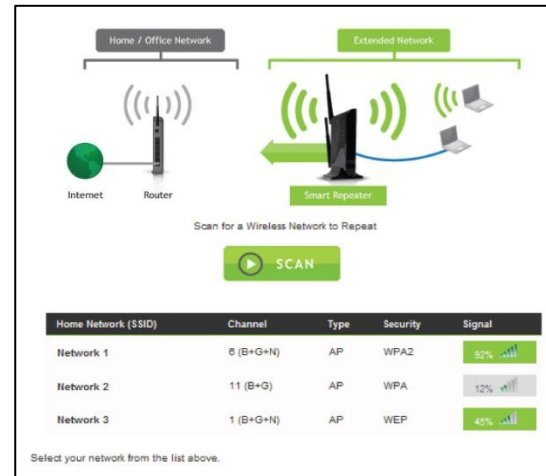 Home / Office Network
Extended Network
Internet
Router
Smart Repeater
Scan for a Wireless Network to Repeat
SCAN
Home Network (SSID) Channel Type Security Signal
Network 1 6 (B+G+N) AP WPA2 92%
Network 2 11 (B+G) AP WPA 12%
Network 3 1 (B+G+N) AP WEP 45%
Select your network from the list above.